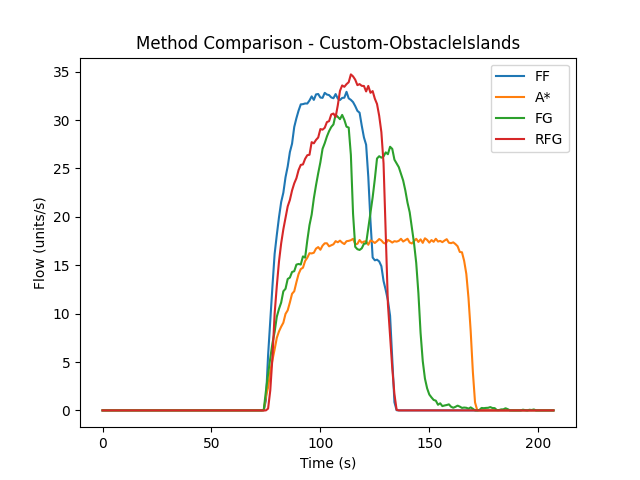 Method Comparison - Custom-ObstacleIslands
Flow (units/s)
35
30
25
20
15
10
5
0
0 50 100 150 200
Time (s)
FF
A*
FG
RFG